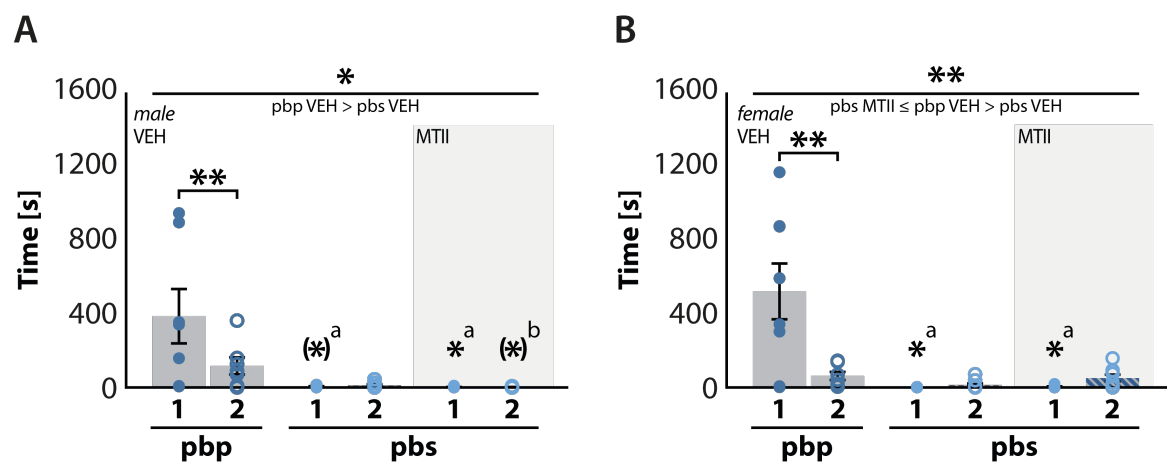 A
*
1600
pbp VEH > pbs VEH
male
VEH
MTII
1200
**
800
Time [s]
400
(*)a
*a
(*)b
0
1 2 1 2 1 2
pbp pbs
B
**
1600
pbs MTII ≤ pbp VEH > pbs VEH
female
VEH
MTII
**
1200
800
Time [s]
400
*a
*a
0
1 2 1 2 1 2
pbp pbs